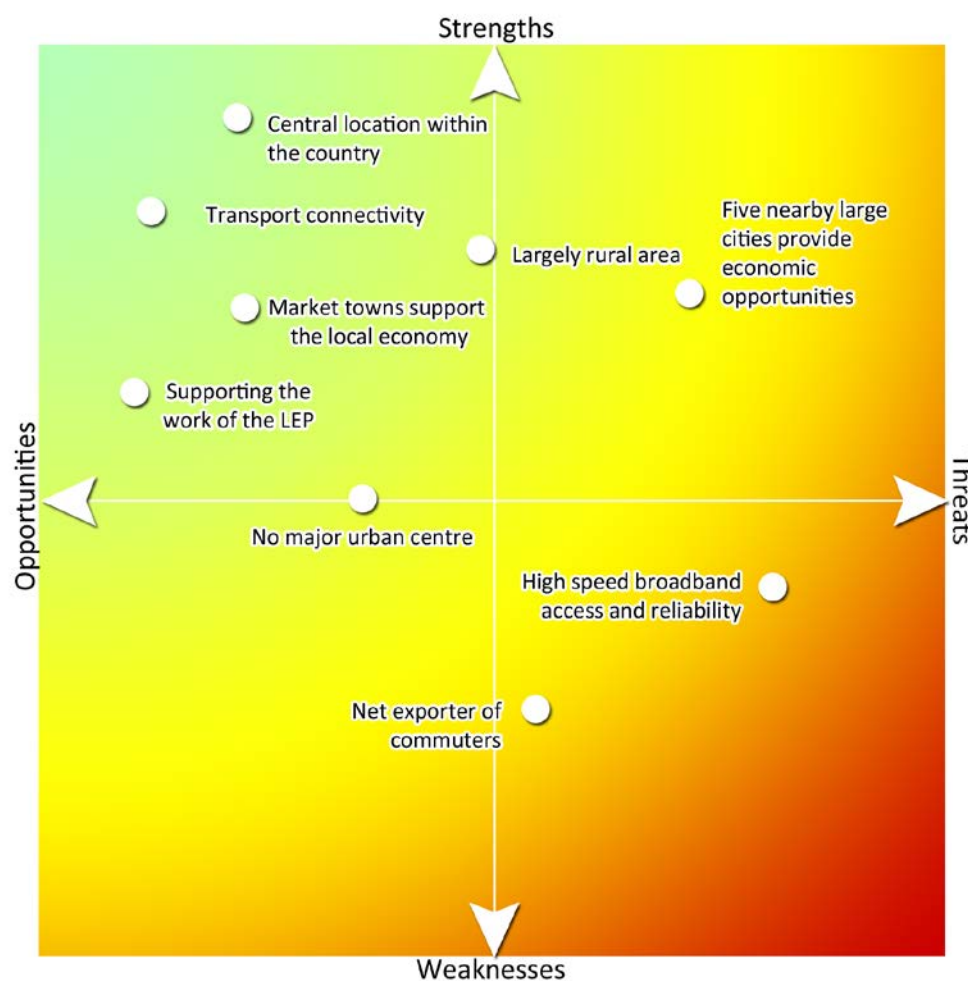 Strengths
Central location within
the country
Transport connectivity
Five nearby large
cities provide
economic
opportunities
Largely rural area
Market towns support
the local economy
Supporting the
work of the LEP
Opportunities
Threats
No major urban centre
High speed broadband
access and reliability
Net exporter of
commuters
Weaknesses